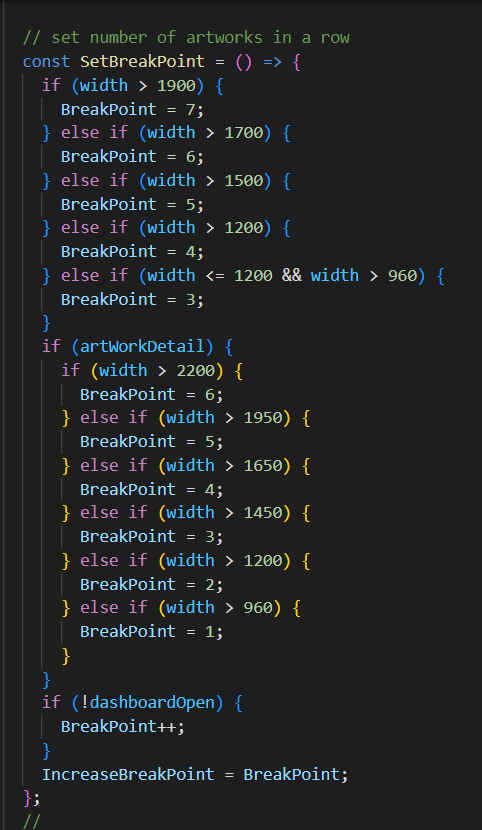 // set number of artworks in a row
const SetBreakPoint = () => {
if (width > 1900) {
BreakPoint = 7;
} else if (width > 1700) {
BreakPoint = 6;
} else if (width > 1500) {
BreakPoint = 5;
} else if (width > 1200) {
BreakPoint = 4;
} else if (width <= 1200 && width > 960) {
BreakPoint = 3;
}
if (artWorkDetail) {
if (width > 2200) {
BreakPoint = 6;
} else if (width > 1950) {
BreakPoint = 5;
} else if (width > 1650) {
BreakPoint = 4;
} else if (width > 1450) {
BreakPoint = 3;
} else if (width > 1200) {
BreakPoint = 2;
} else if (width > 960) {
BreakPoint = 1;
}
}
if (!dashboardOpen) {
BreakPoint++;
}
IncreaseBreakPoint = BreakPoint;
};
//